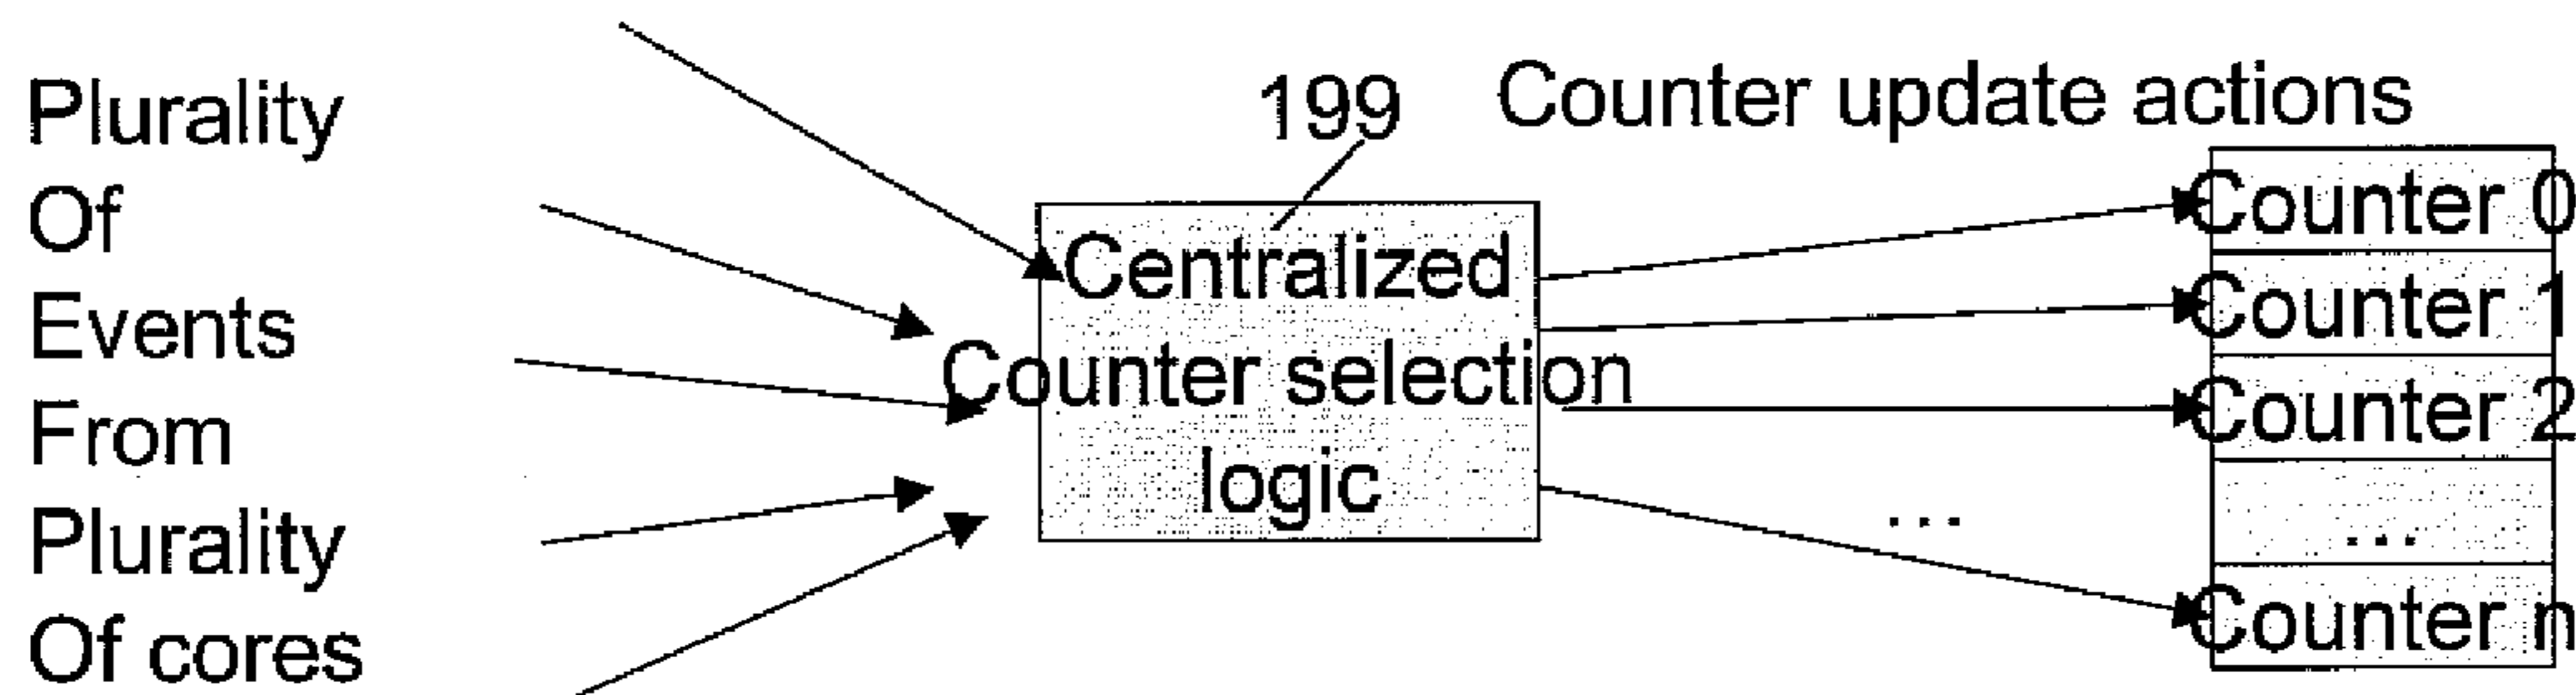 Plurality
Of
Events
From
Plurality
Of cores
199
Centralized
Counter selection
logic
Counter update actions
...
Counter 0
Counter 1
Counter 2
...
Counter n